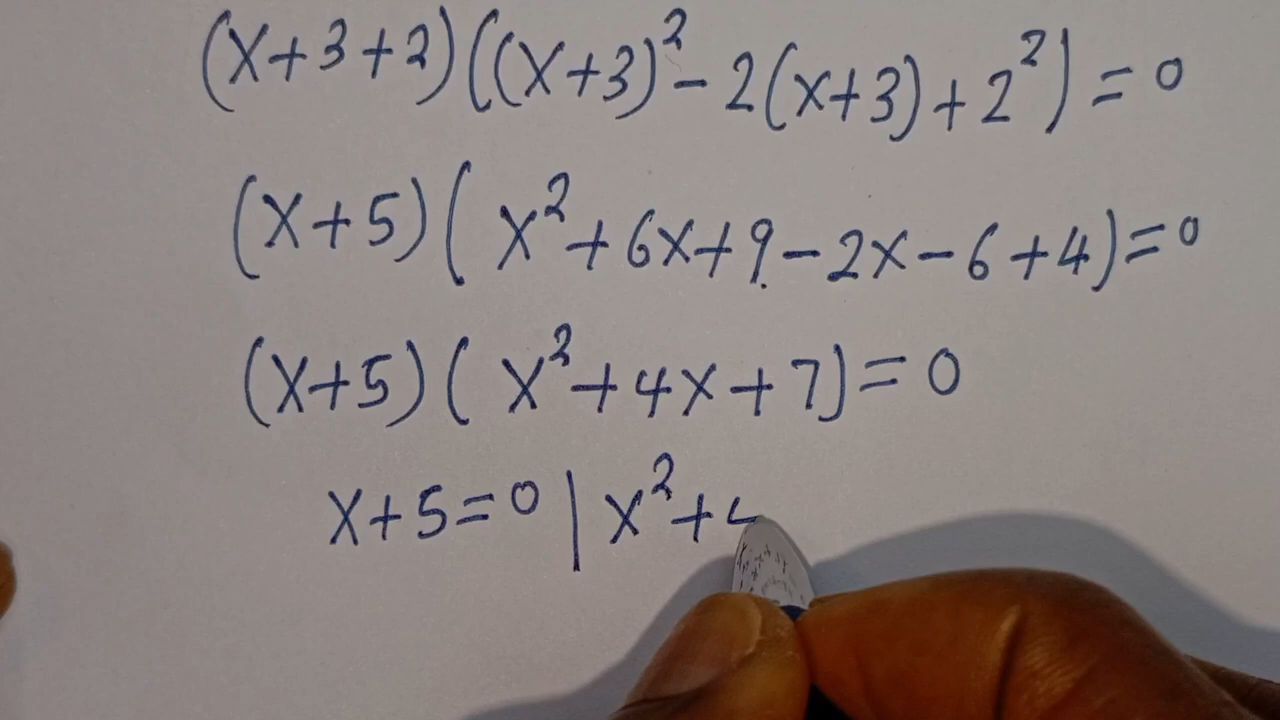 (x+3+2)((x+3)²-2(x+3)+2²)=0
(x+5)(x²+6x+9-2x-6+4)=0
(x+5)(x²+4x+7)=0
x+5=0 | x²+4